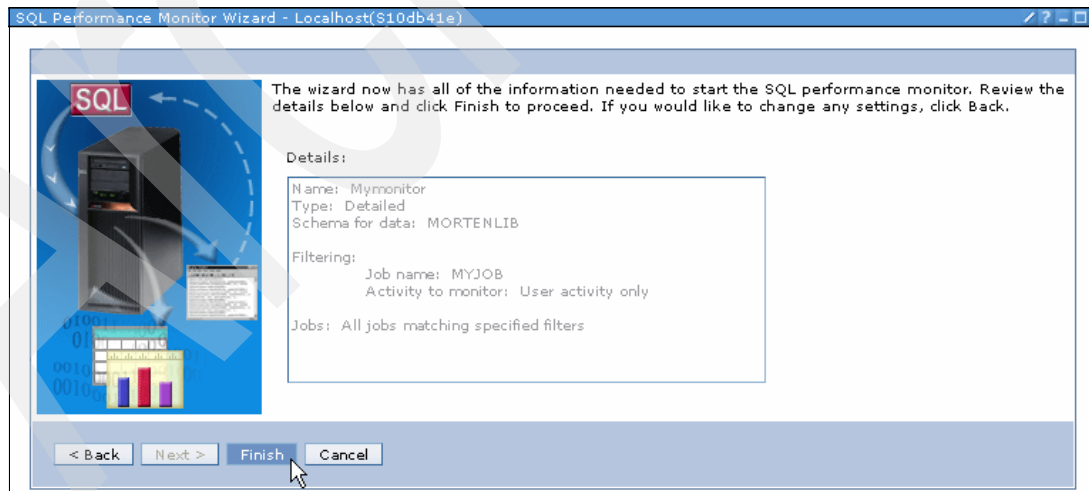 SQL Performance Monitor Wizard - Localhost(S10db41e)
SQL
The wizard now has all of the information needed to start the SQL performance monitor. Review the
details below and click Finish to proceed. If you would like to change any settings, click Back.
Details:
Name: Mymonitor
Type: Detailed
Schema for data: MORTENLIB
Filtering:
Job name: MYJOB
Activity to monitor: User activity only
Jobs: All jobs matching specified filters
< Back
Next >
Finish
Cancel